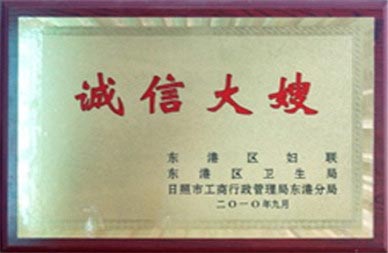 诚信大嫂
东港区妇联
东港区卫生局
日照市工商行政管理局东港分局
二〇一〇年九月